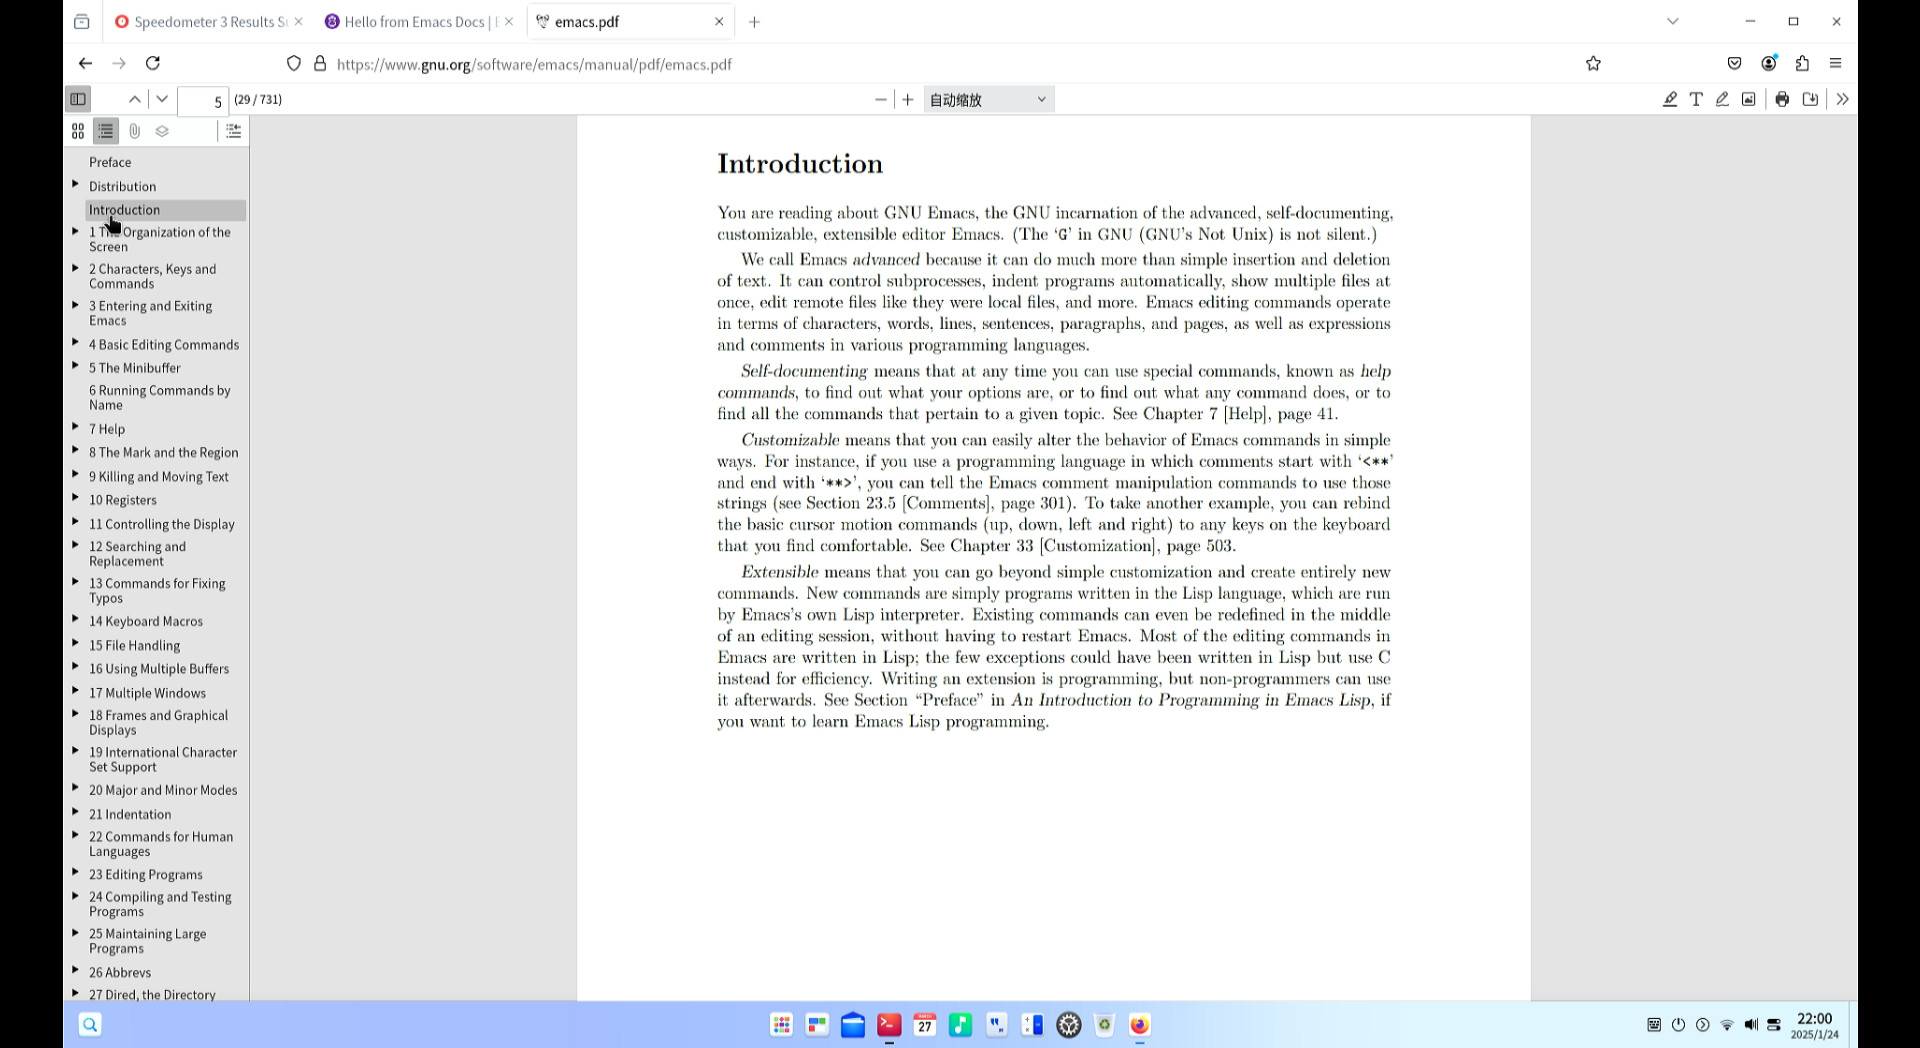 Speedometer 3 Results S
Hello from Emacs Docs |
emacs.pdf
https://www.gnu.org/software/emacs/manual/pdf/emacs.pdf
5 (29 / 731)
自动缩放
Preface
Distribution
Introduction
1 The Organization of the
Screen
2 Characters, Keys and
Commands
3 Entering and Exiting
Emacs
4 Basic Editing Commands
5 The Minibuffer
6 Running Commands by
Name
7 Help
8 The Mark and the Region
9 Killing and Moving Text
10 Registers
11 Controlling the Display
12 Searching and
Replacement
13 Commands for Fixing
Typos
14 Keyboard Macros
15 File Handling
16 Using Multiple Buffers
17 Multiple Windows
18 Frames and Graphical
Displays
19 International Character
Set Support
20 Major and Minor Modes
21 Indentation
22 Commands for Human
Languages
23 Editing Programs
24 Compiling and Testing
Programs
25 Maintaining Large
Programs
26 Abbrevs
27 Dired, the Directory
Introduction
You are reading about GNU Emacs, the GNU incarnation of the advanced, self-documenting,
customizable, extensible editor Emacs. (The ‘G’ in GNU (GNU's Not Unix) is not silent.)
We call Emacs advanced because it can do much more than simple insertion and deletion
of text. It can control subprocesses, indent programs automatically, show multiple files at
once, edit remote files like they were local files, and more. Emacs editing commands operate
in terms of characters, words, lines, sentences, paragraphs, and pages, as well as expressions
and comments in various programming languages.
Self-documenting means that at any time you can use special commands, known as help
commands, to find out what your options are, or to find out what any command does, or to
find all the commands that pertain to a given topic. See Chapter 7 [Help], page 41.
Customizable means that you can easily alter the behavior of Emacs commands in simple
ways. For instance, if you use a programming language in which comments start with ‘<**’
and end with ‘**>’, you can tell the Emacs comment manipulation commands to use those
strings (see Section 23.5 [Comments], page 301). To take another example, you can rebind
the basic cursor motion commands (up, down, left and right) to any keys on the keyboard
that you find comfortable. See Chapter 33 [Customization], page 503.
Extensible means that you can go beyond simple customization and create entirely new
commands. New commands are simply programs written in the Lisp language, which are run
by Emacs's own Lisp interpreter. Existing commands can even be redefined in the middle
of an editing session, without having to restart Emacs. Most of the editing commands in
Emacs are written in Lisp; the few exceptions could have been written in Lisp but use C
instead for efficiency. Writing an extension is programming, but non-programmers can use
it afterwards. See Section “Preface” in An Introduction to Programming in Emacs Lisp, if
you want to learn Emacs Lisp programming.
27
22:00
2025/1/24